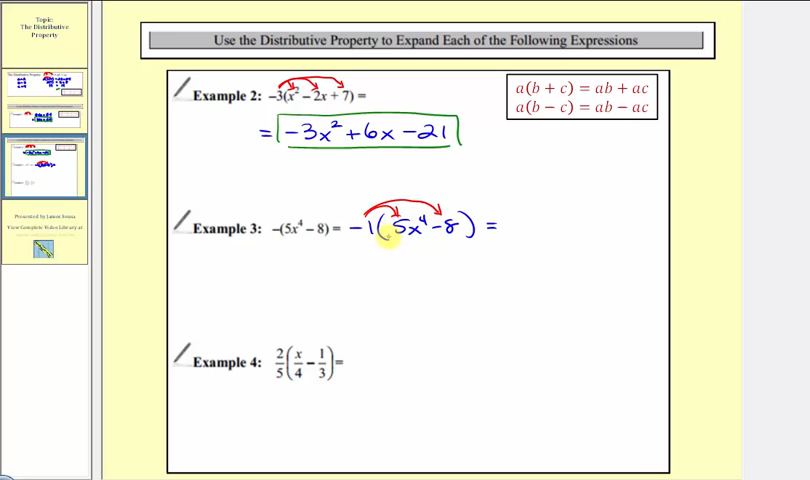 Topic:
The Distributive
Property
Use the Distributive Property to Expand Each of the Following Expressions
Example 2: –3(x² – 2x + 7) =
a(b + c) = ab + ac
a(b − c) = ab − ac
= -3x² + 6x - 21
Example 3: –(5x⁴ – 8) = -1(5x⁴ - 8) =
Example 4: 2/5(x/4 − 1/3) =
Presented by James Sousa
View Complete Video Library at